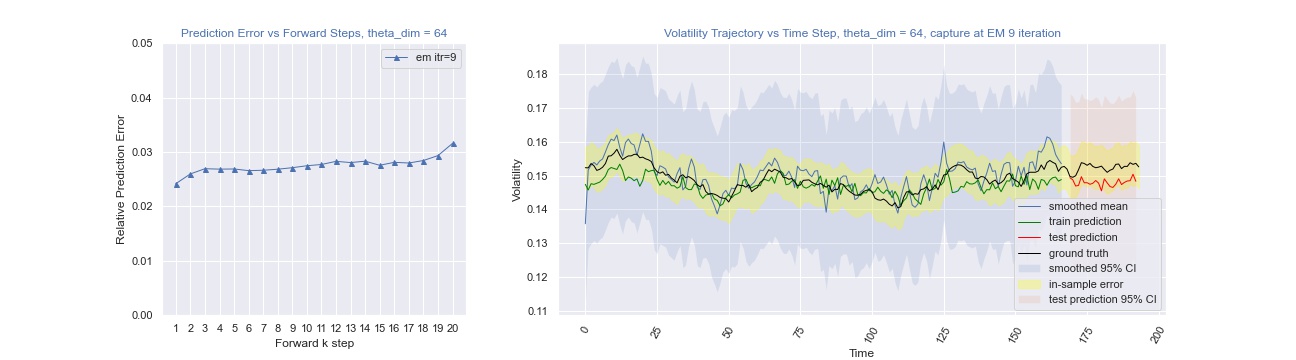 Prediction Error vs Forward Steps, theta_dim = 64
0.05
0.04
0.03
0.02
0.01
0.00
Relative Prediction Error
em itr=9
1 2 3 4 5 6 7 8 9 10 11 12 13 14 15 16 17 18 19 20
Forward k step
Volatility Trajectory vs Time Step, theta_dim = 64, capture at EM 9 iteration
0.18
0.17
0.16
0.15
0.14
0.13
0.12
0.11
Volatility
smoothed mean
train prediction
test prediction
ground truth
smoothed 95% CI
in-sample error
test prediction 95% CI
0 25 50 75 100 125 150 175 200
Time